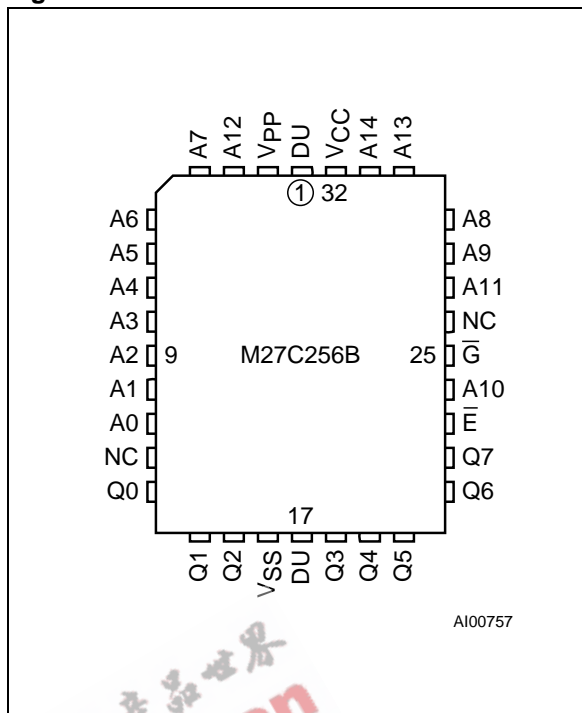 A7 A12 VPP DU VCC A14 A13
① 32
A6 A8
A5 A9
A4 A11
A3 NC
A2 9 M27C256B 25 G̅
A1 A10
A0 E̅
NC Q7
Q0 Q6
17
Q1 Q2 VSS DU Q3 Q4 Q5
AI00757